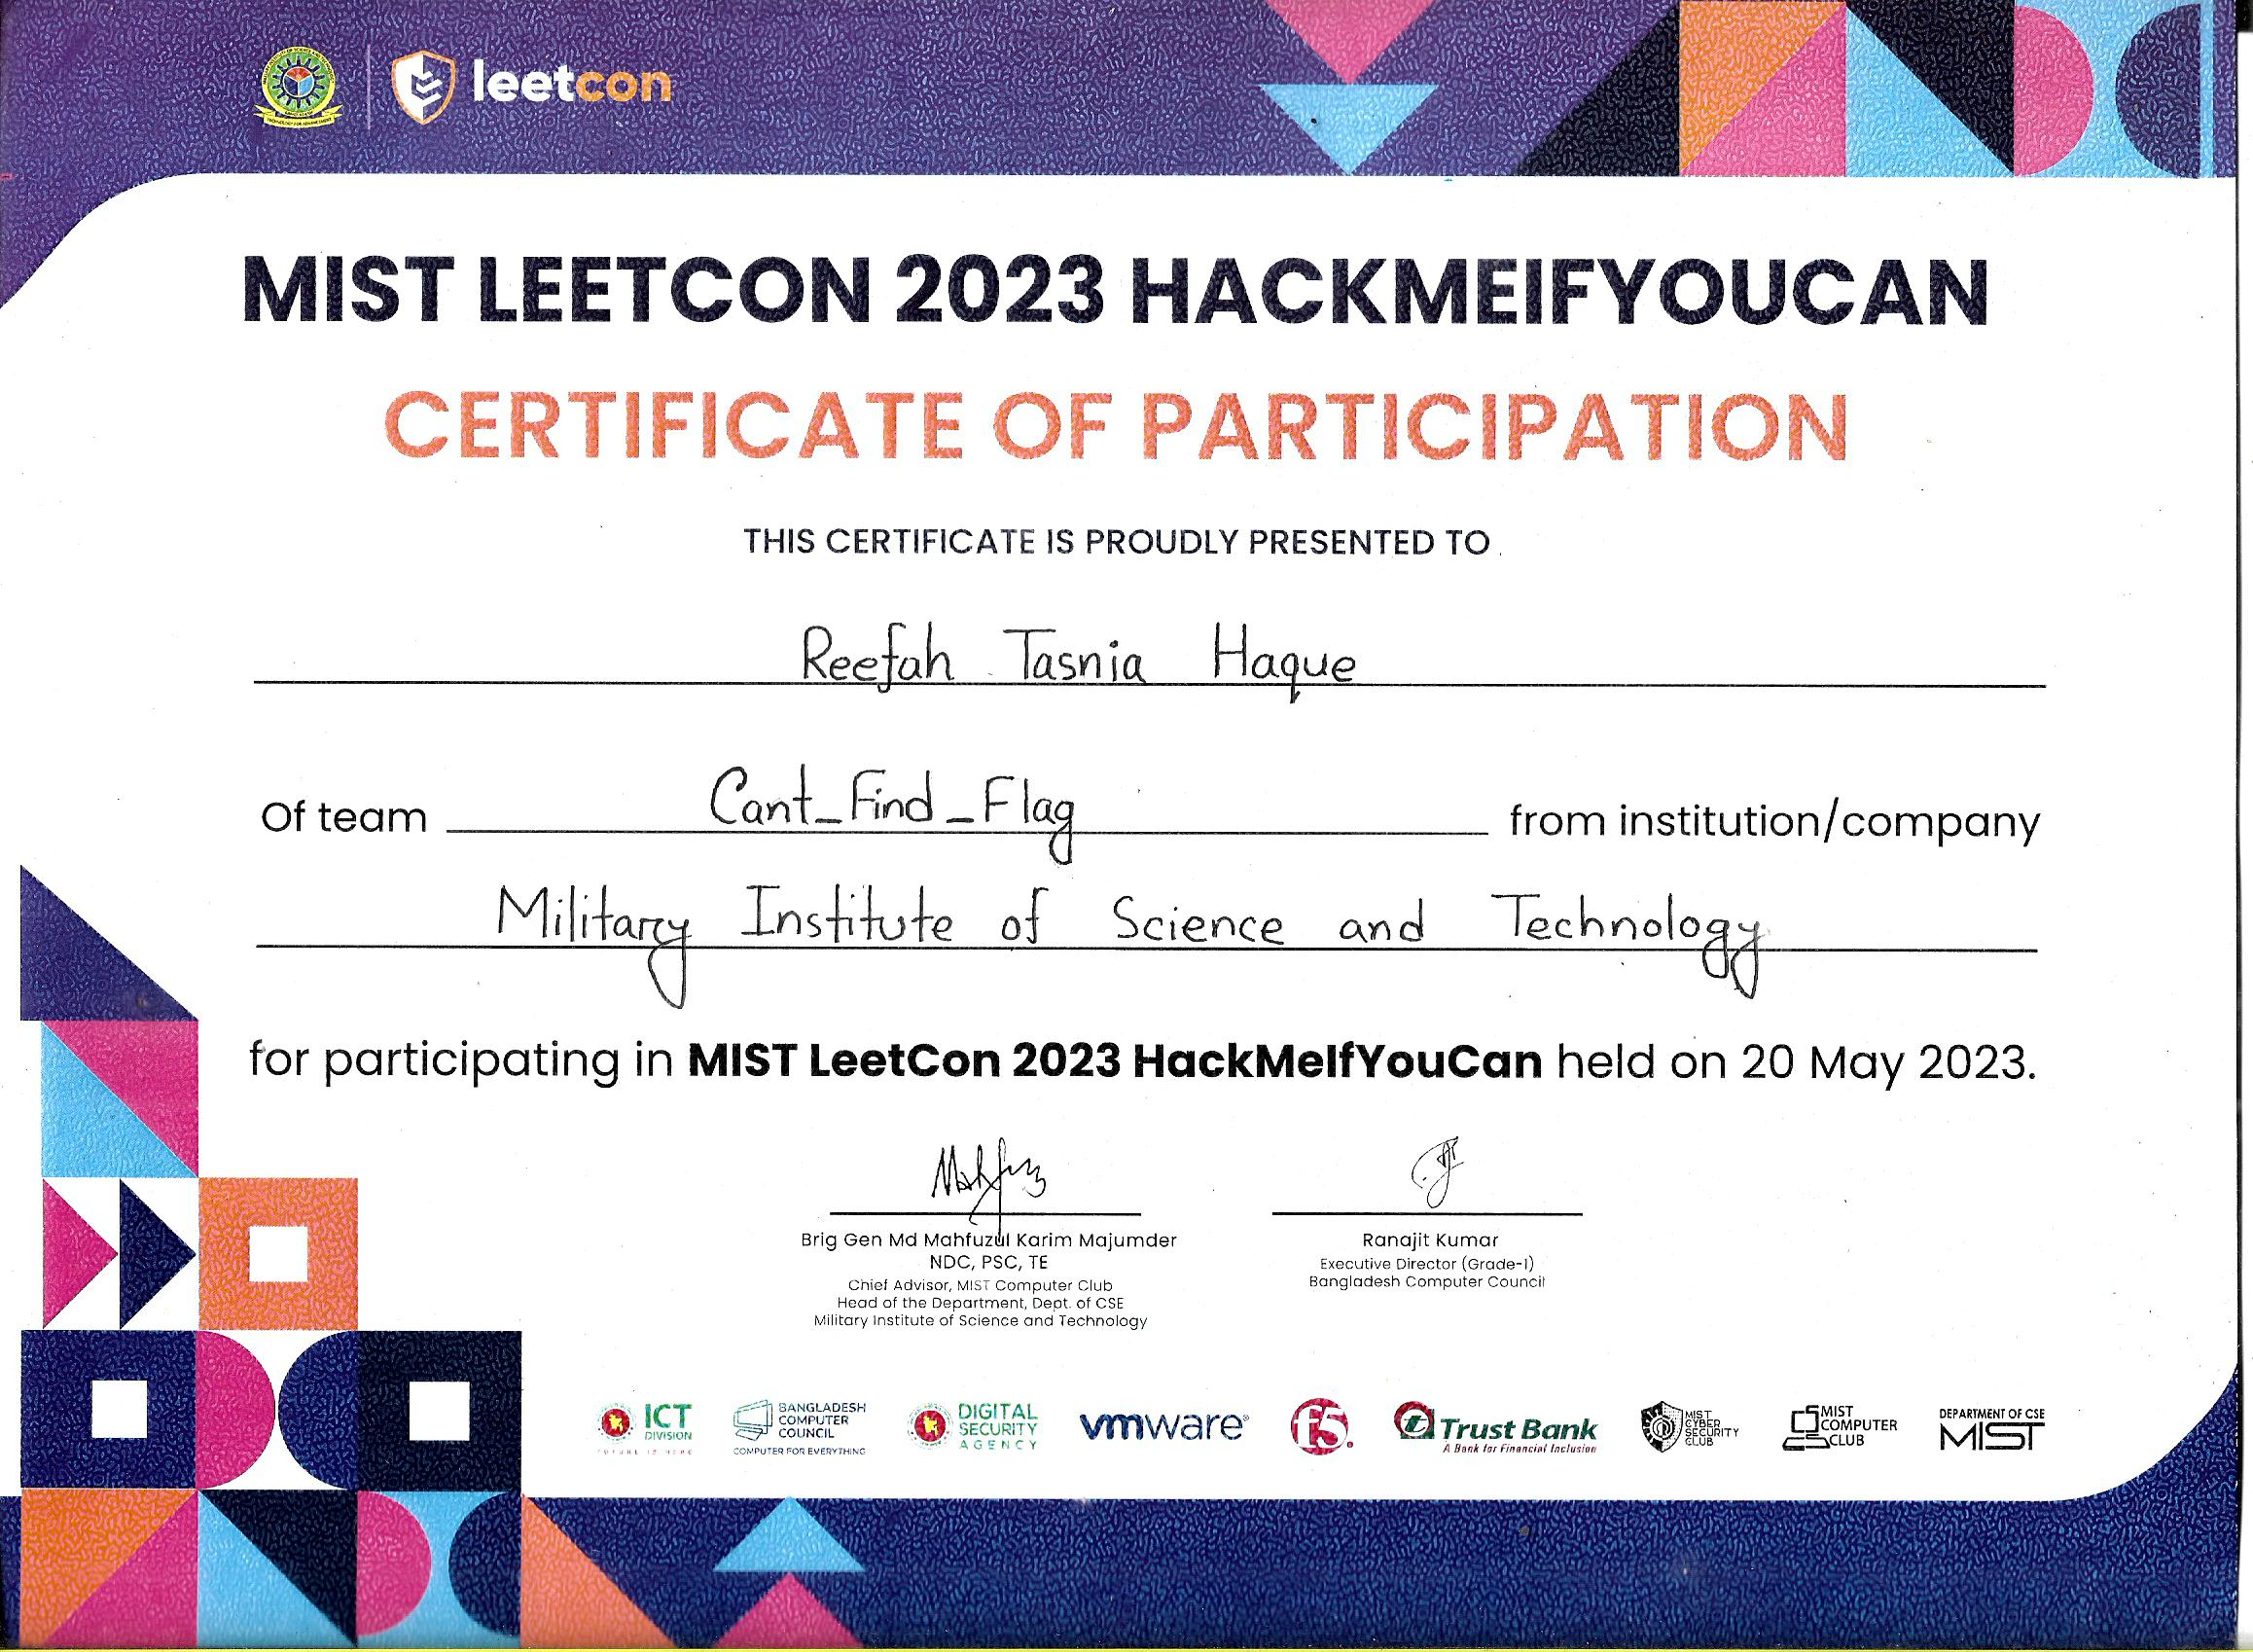 leetcon
MIST LEETCON 2023 HACKMEIFYOUCAN
CERTIFICATE OF PARTICIPATION
THIS CERTIFICATE IS PROUDLY PRESENTED TO
Reefah Tasnia Haque
Of team Cant_Find_Flag from institution/company
Military Institute of Science and Technology
for participating in MIST LeetCon 2023 HackMeIfYouCan held on 20 May 2023.
Brig Gen Md Mahfuzul Karim Majumder
NDC, PSC, TE
Chief Advisor, MIST Computer Club
Head of the Department, Dept. of CSE
Military Institute of Science and Technology
Ranajit Kumar
Executive Director (Grade-I)
Bangladesh Computer Council
ICT
DIVISION
FUTURE IS HERE
BANGLADESH
COMPUTER
COUNCIL
COMPUTER FOR EVERYTHING
DIGITAL
SECURITY
AGENCY
vmware®
f5.
Trust Bank
A Bank for Financial Inclusion
MIST
CYBER
SECURITY
CLUB
MIST
COMPUTER
CLUB
DEPARTMENT OF CSE
MIST